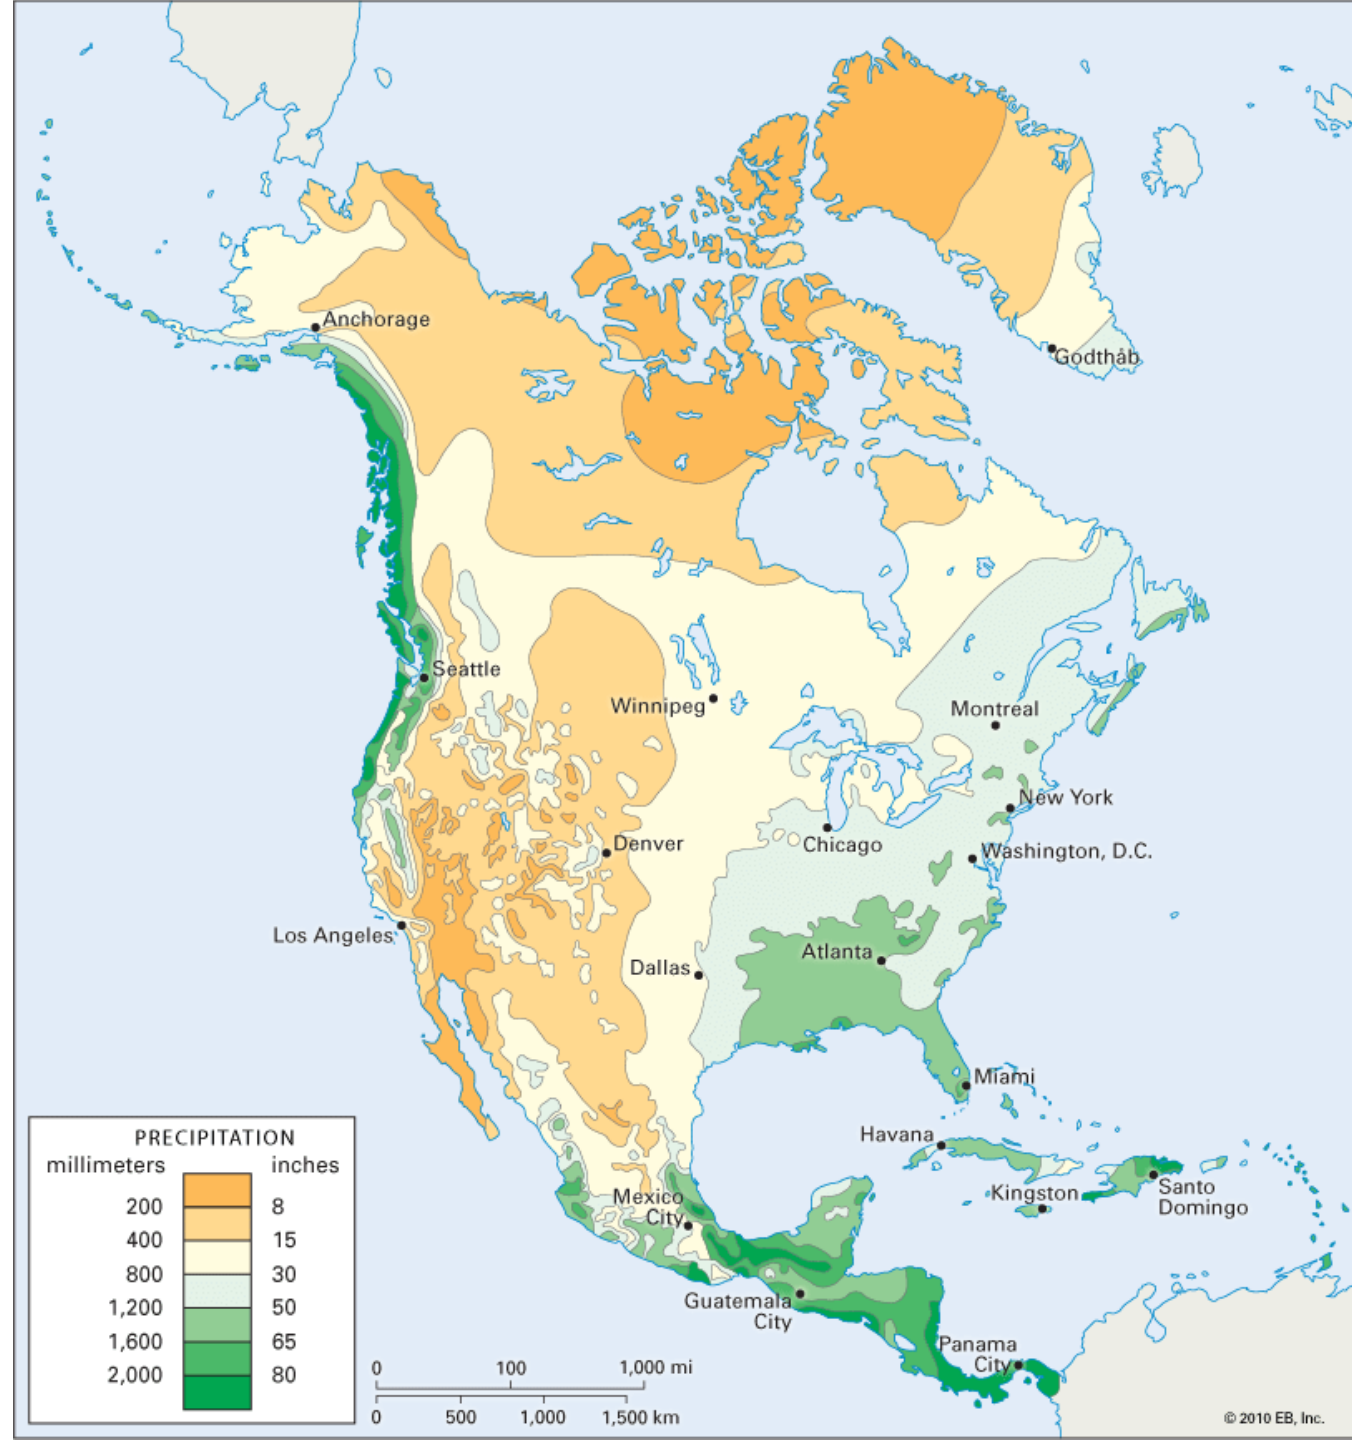 Anchorage
Godthåb
Seattle
Winnipeg
Montreal
New York
Denver
Chicago
Washington, D.C.
Los Angeles
Dallas
Atlanta
Miami
PRECIPITATION
millimeters inches
200 8
400 15
800 30
1,200 50
1,600 65
2,000 80
Havana
Kingston
Santo
Domingo
Mexico
City
Guatemala
City
Panama
City
0 100 1,000 mi
0 500 1,000 1,500 km
© 2010 EB, Inc.